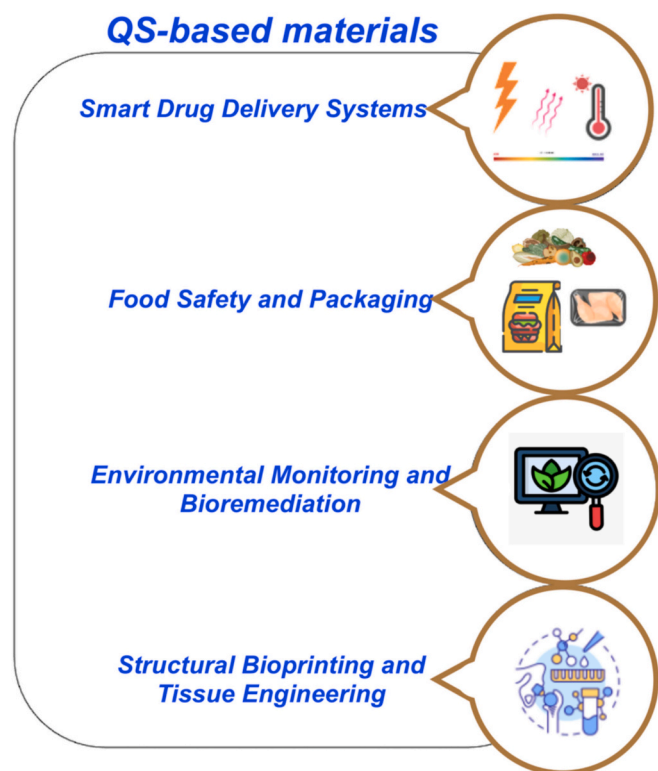 QS-based materials
Smart Drug Delivery Systems
Food Safety and Packaging
Environmental Monitoring and
Bioremediation
Structural Bioprinting and
Tissue Engineering